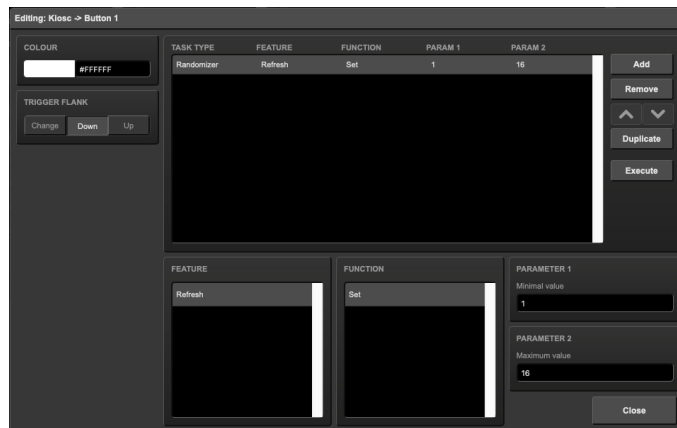 Editing: Kiosc -> Button 1
COLOUR
#FFFFFF
TRIGGER FLANK
Change Down Up
TASK TYPE FEATURE FUNCTION PARAM 1 PARAM 2
Randomizer Refresh Set 1 16
Add
Remove
Duplicate
Execute
FEATURE
Refresh
FUNCTION
Set
PARAMETER 1
Minimal value
1
PARAMETER 2
Maximum value
16
Close